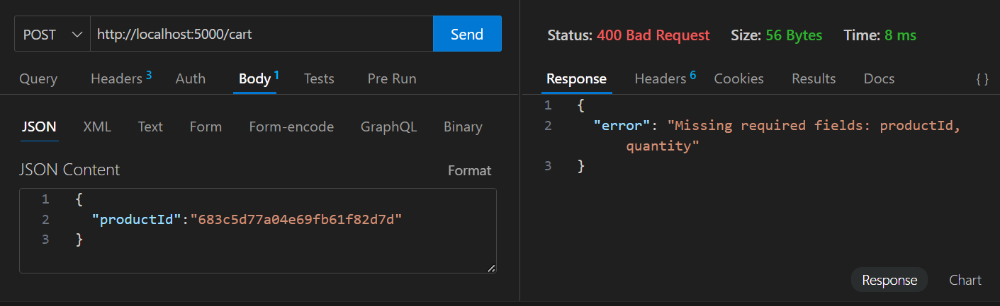 POST http://localhost:5000/cart Send
Query Headers 3 Auth Body 1 Tests Pre Run
JSON XML Text Form Form-encode GraphQL Binary
JSON Content Format
1 {
2 "productId":"683c5d77a04e69fb61f82d7d"
3 }
Status: 400 Bad Request Size: 56 Bytes Time: 8 ms
Response Headers 6 Cookies Results Docs { }
1 {
2 "error": "Missing required fields: productId,
quantity"
3 }
Response Chart